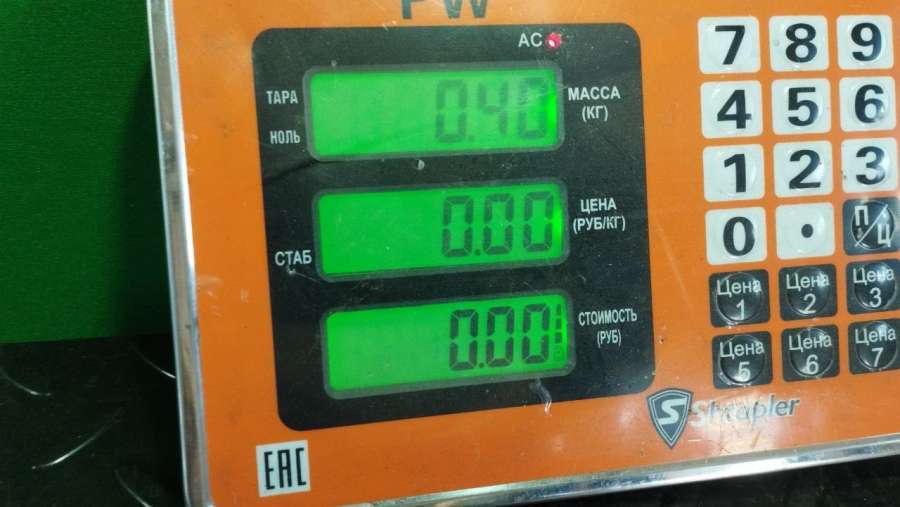 PW
AC
ТАРА
НОЛЬ
0.40
МАССА
(КГ)
СТАБ
0.00
ЦЕНА
(РУБ/КГ)
0.00
СТОИМОСТЬ
(РУБ)
7 8 9
4 5 6
1 2 3
0 . П/Ц
Цена 1 Цена 2 Цена 3
Цена 5 Цена 6 Цена 7
S Shtapler
EAC